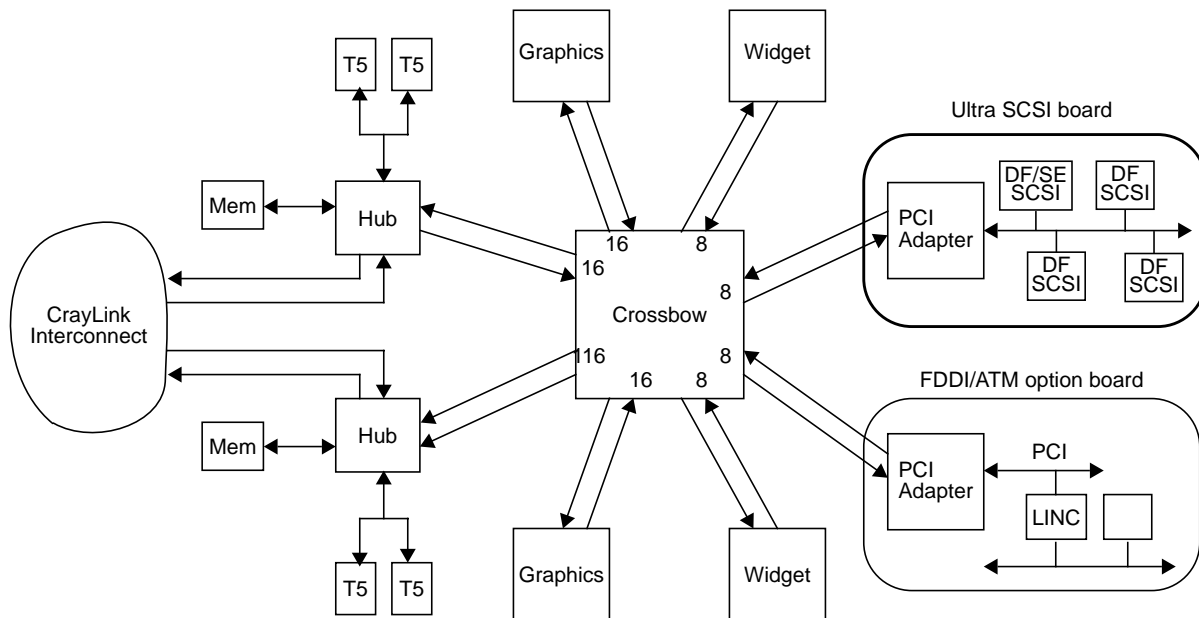 T5
T5
Graphics
Widget
Ultra SCSI board
Mem
Hub
PCI
Adapter
DF/SE
SCSI
DF
SCSI
DF
SCSI
DF
SCSI
16
8
16
8
CrayLink
Interconnect
Crossbow
116
8
16
8
FDDI/ATM option board
Mem
Hub
PCI
Adapter
PCI
LINC
T5
T5
Graphics
Widget